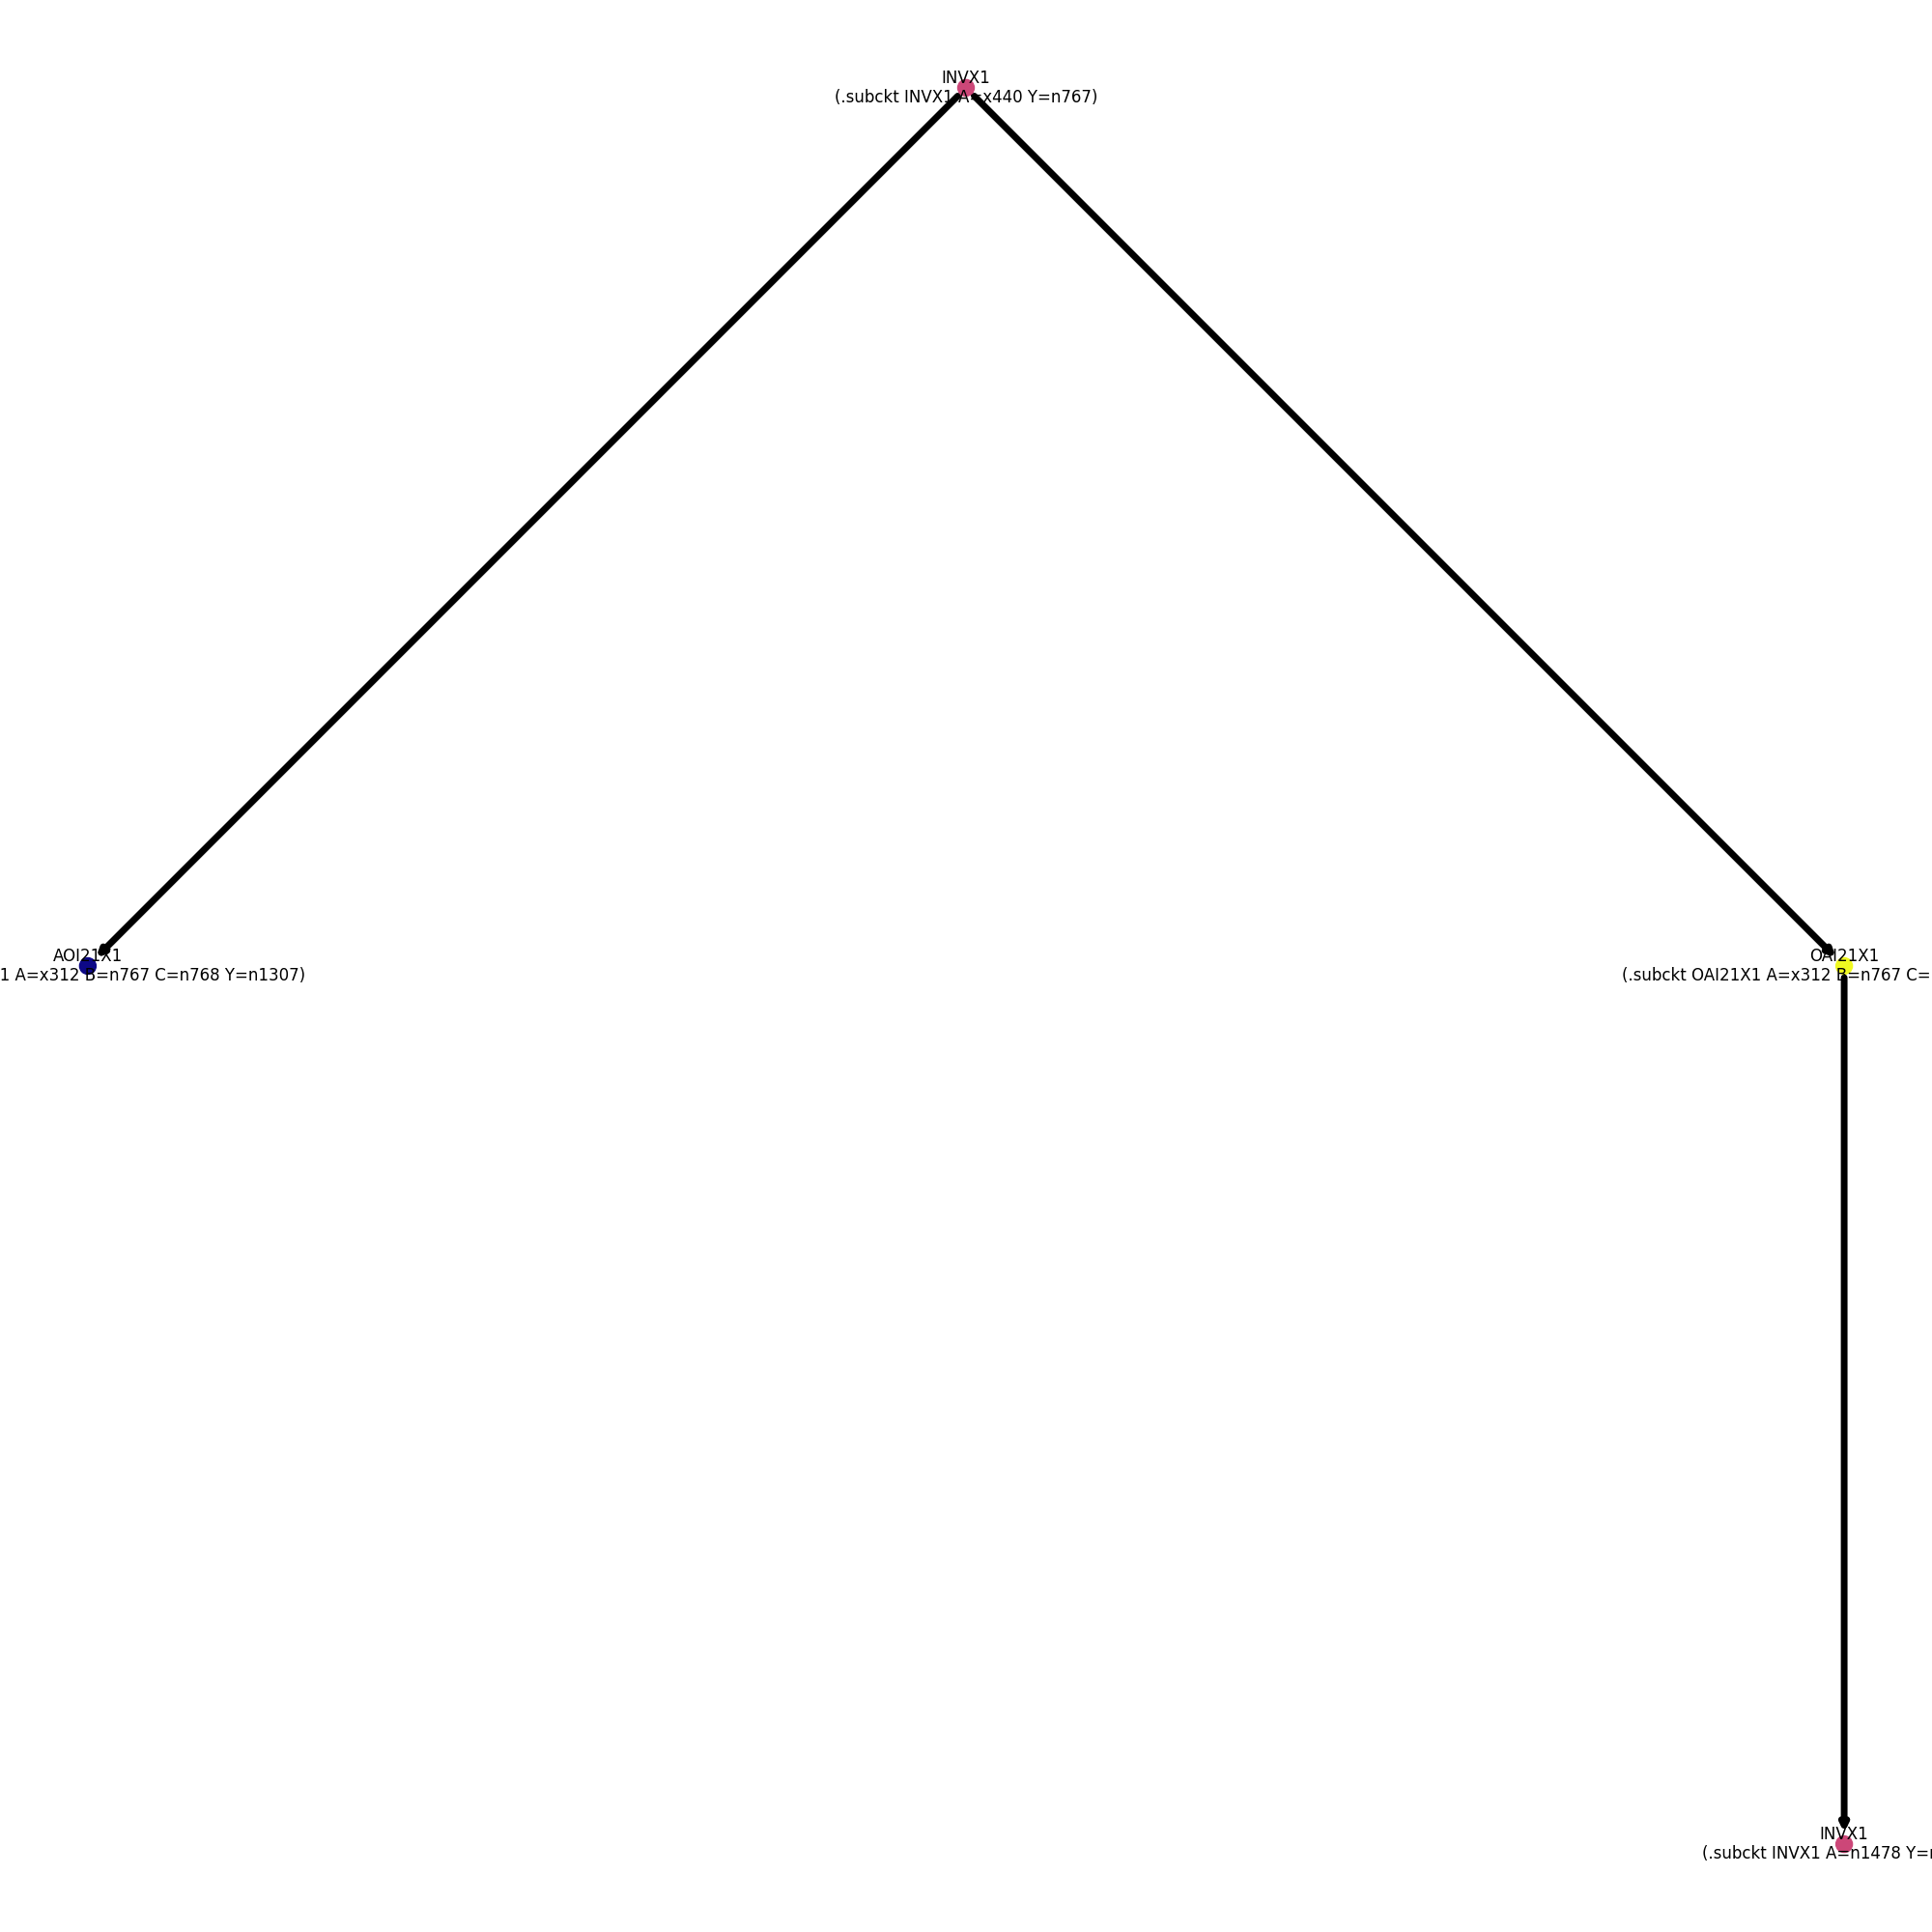 INVX1
(.subckt INVX1 A=x440 Y=n767)
AOI21X1
1 A=x312 B=n767 C=n768 Y=n1307)
OAI21X1
(.subckt OAI21X1 A=x312 B=n767 C=
INVX1
(.subckt INVX1 A=n1478 Y=